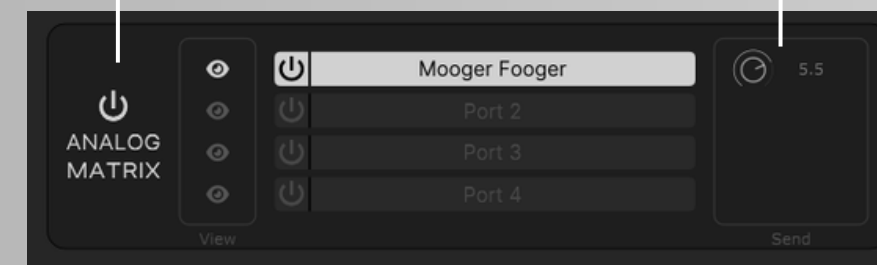 ANALOG
MATRIX
Mooger Fooger
Port 2
Port 3
Port 4
5.5
View
Send